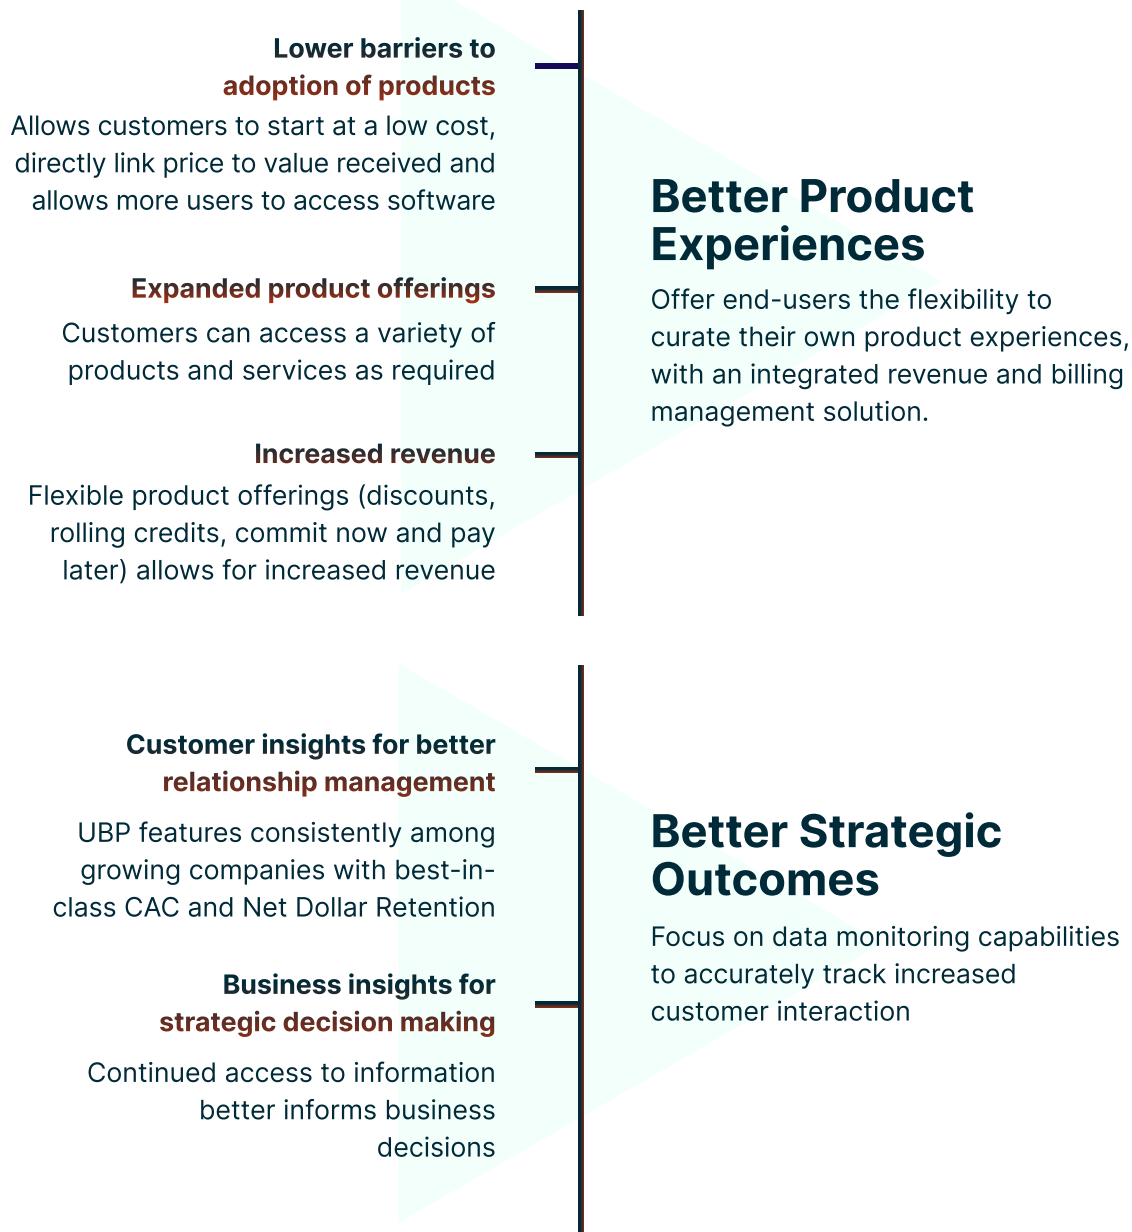 Lower barriers to
adoption of products
Allows customers to start at a low cost,
directly link price to value received and
allows more users to access software
Expanded product offerings
Customers can access a variety of
products and services as required
Increased revenue
Flexible product offerings (discounts,
rolling credits, commit now and pay
later) allows for increased revenue
Better Product
Experiences
Offer end-users the flexibility to
curate their own product experiences,
with an integrated revenue and billing
management solution.
Customer insights for better
relationship management
UBP features consistently among
growing companies with best-in-
class CAC and Net Dollar Retention
Business insights for
strategic decision making
Continued access to information
better informs business
decisions
Better Strategic
Outcomes
Focus on data monitoring capabilities
to accurately track increased
customer interaction